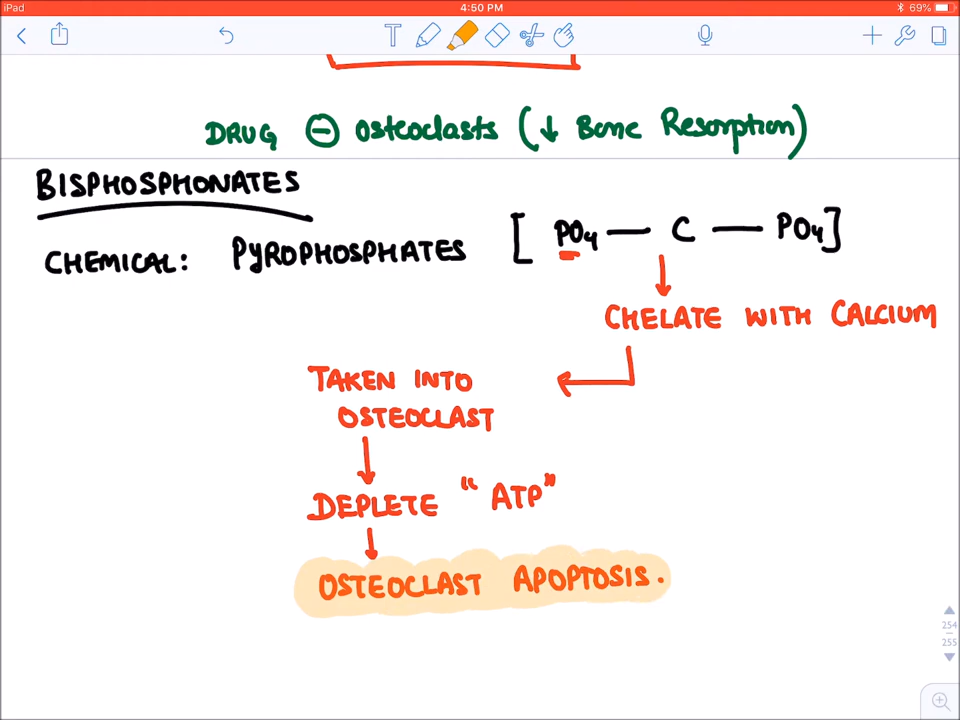 iPad 4:50 PM 69%
T
DRUG ⊖ Osteoclasts (↓ Bone Resorption)
BISPHOSPHONATES
CHEMICAL: PYROPHOSPHATES [PO4 — C — PO4]
CHELATE WITH CALCIUM
TAKEN INTO
OSTEOCLAST
DEPLETE "ATP"
OSTEOCLAST APOPTOSIS.
254
255